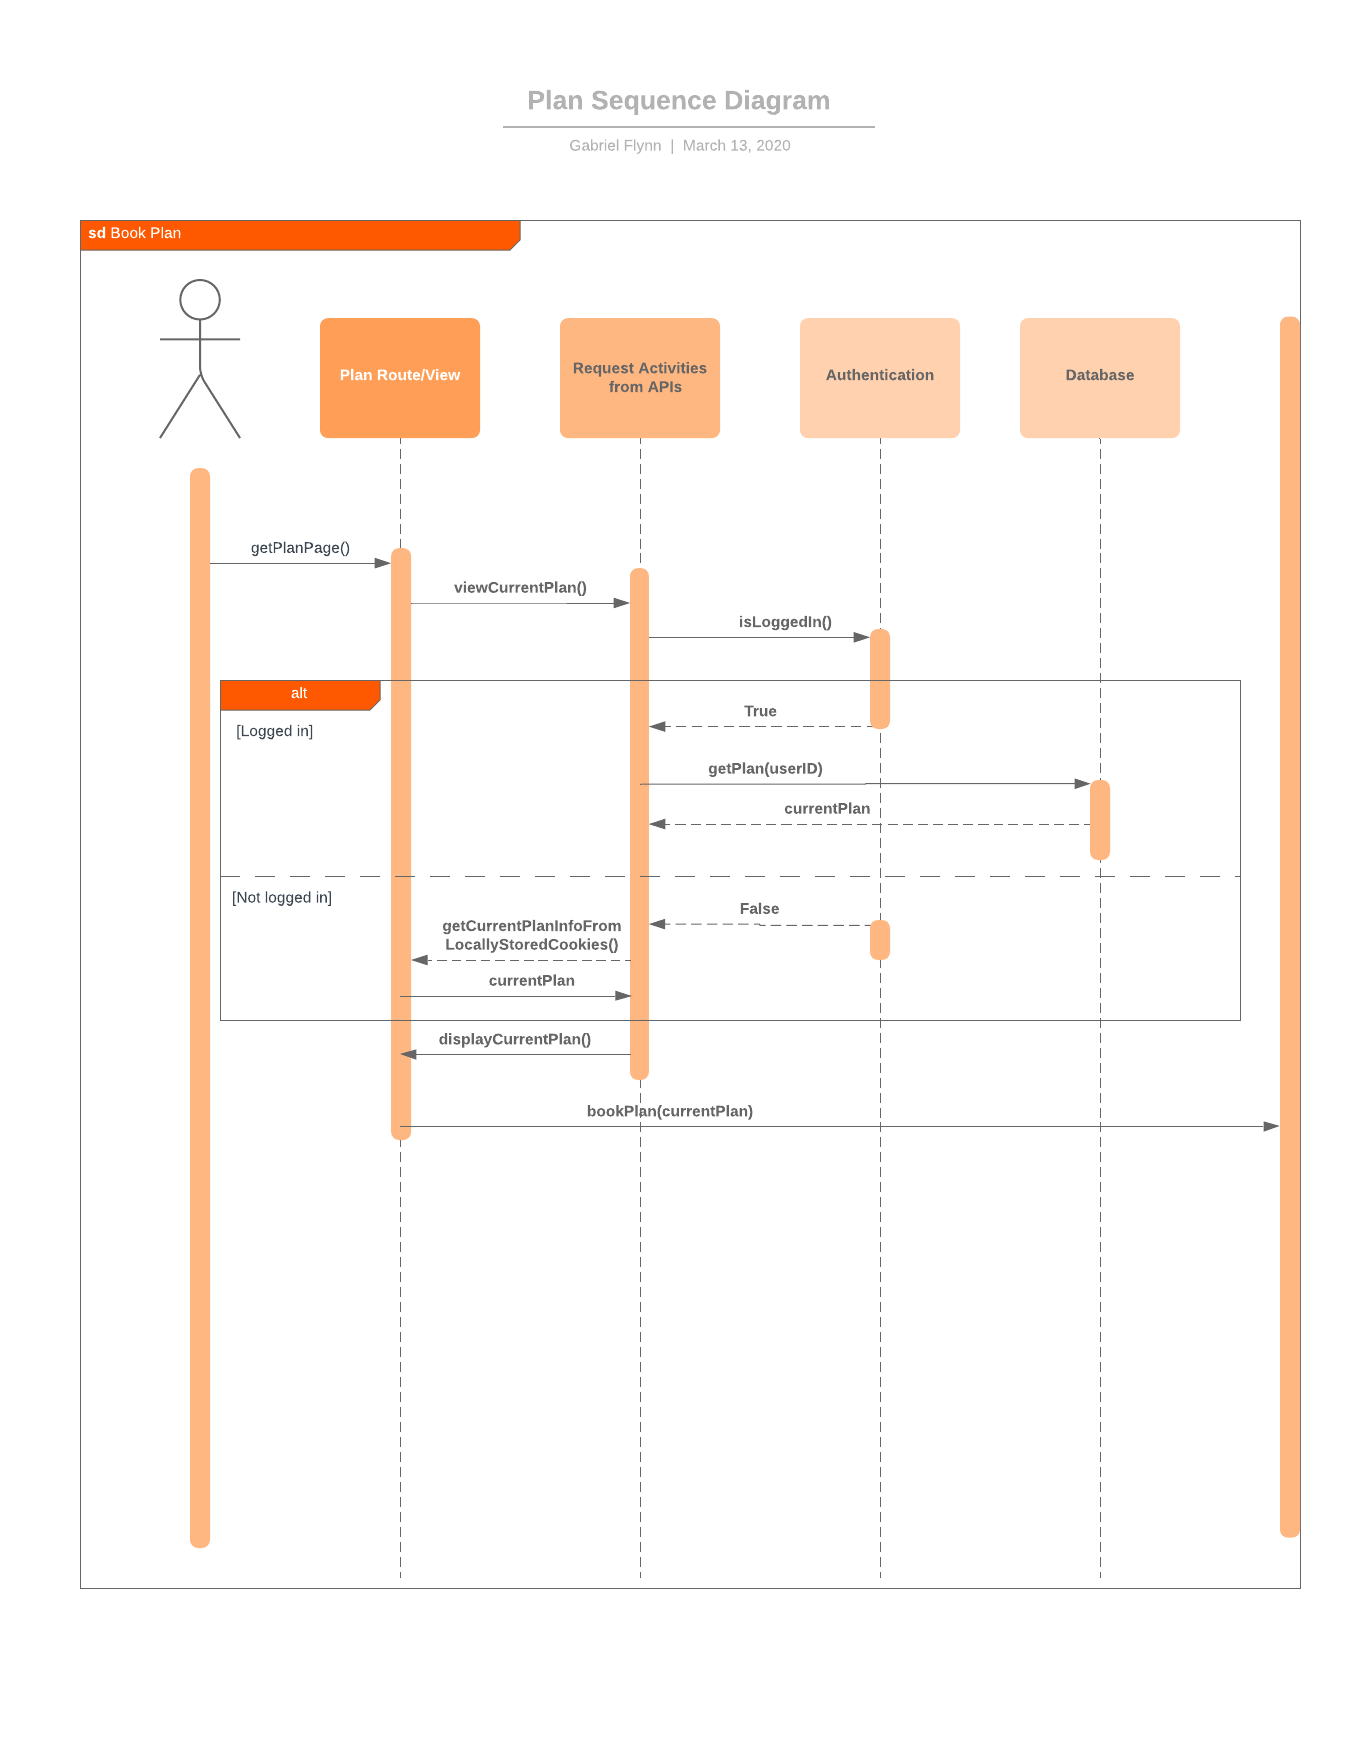 Plan Sequence Diagram
Gabriel Flynn | March 13, 2020
sd Book Plan
Plan Route/View
Request Activities
from APIs
Authentication
Database
getPlanPage()
viewCurrentPlan()
isLoggedIn()
alt
True
[Logged in]
getPlan(userID)
currentPlan
[Not logged in]
False
getCurrentPlanInfoFrom
LocallyStoredCookies()
currentPlan
displayCurrentPlan()
bookPlan(currentPlan)